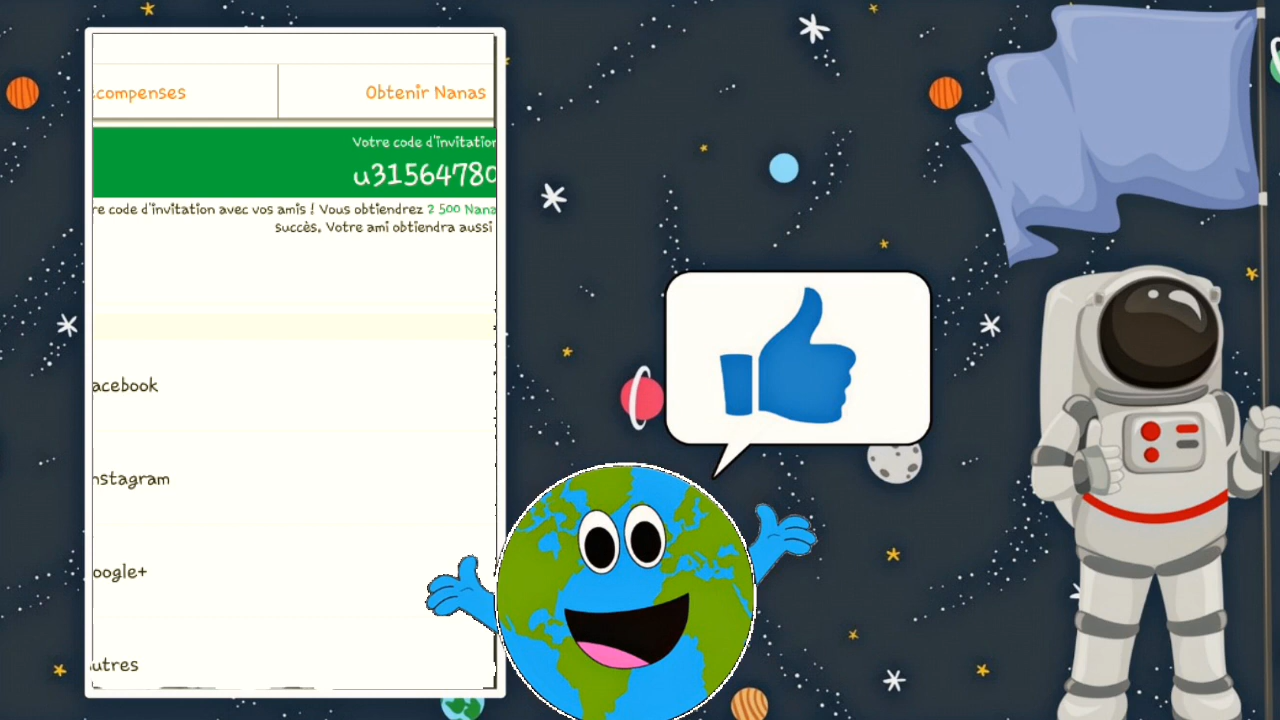 compenses
Obtenir Nanas
Votre code d'invitation
u31564780
re code d'invitation avec vos amis ! Vous obtiendrez 2 500 Nana
succès. Votre ami obtiendra aussi
acebook
nstagram
oogle+
utres